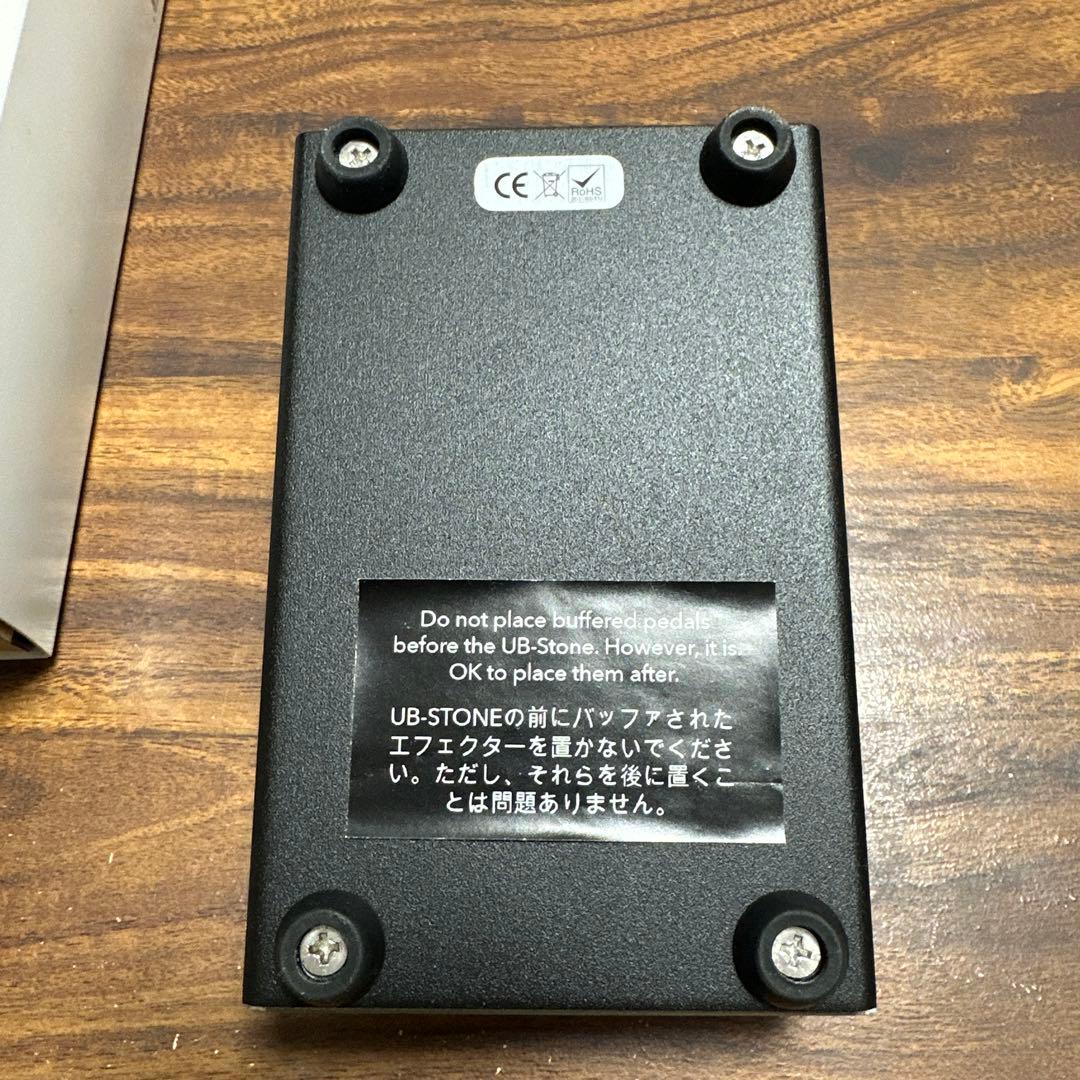 CE
RoHS
Do not place buffered pedals
before the UB-Stone. However, it is
OK to place them after.
UB-STONEの前にバッファされた
エフェクターを置かないでくださ
い。ただし、それらを後に置くこ
とは問題ありません。